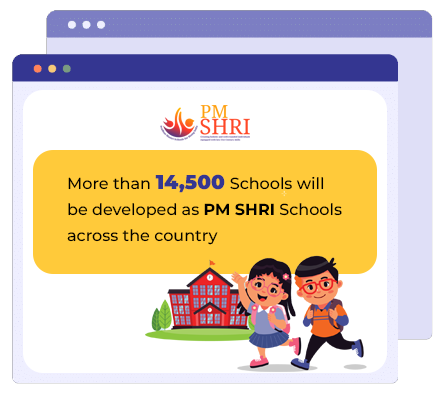 PM
SHRI
More than 14,500 Schools will
be developed as PM SHRI Schools
across the country